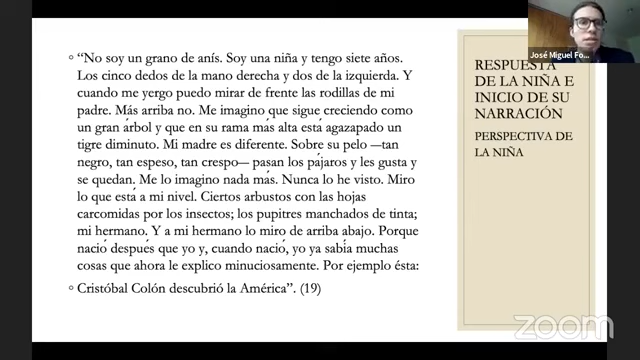 “No soy un grano de anís. Soy una niña y tengo siete años.
Los cinco dedos de la mano derecha y dos de la izquierda. Y
cuando me yergo puedo mirar de frente las rodillas de mi
padre. Más arriba no. Me imagino que sigue creciendo como
un gran árbol y que en su rama más alta está agazapado un
tigre diminuto. Mi madre es diferente. Sobre su pelo —tan
negro, tan espeso, tan crespo— pasan los pájaros y les gusta y
se quedan. Me lo imagino nada más. Nunca lo he visto. Miro
lo que está a mi nivel. Ciertos arbustos con las hojas
carcomidas por los insectos; los pupitres manchados de tinta;
mi hermano. Y a mi hermano lo miro de arriba abajo. Porque
nació después que yo y, cuando nació, yo ya sabía muchas
cosas que ahora le explico minuciosamente. Por ejemplo ésta:
Cristóbal Colón descubrió la América”. (19)
José Miguel Fo...
RESPUESTA
DE LA NIÑA E
INICIO DE SU
NARRACIÓN
PERSPECTIVA DE
LA NIÑA
zoom